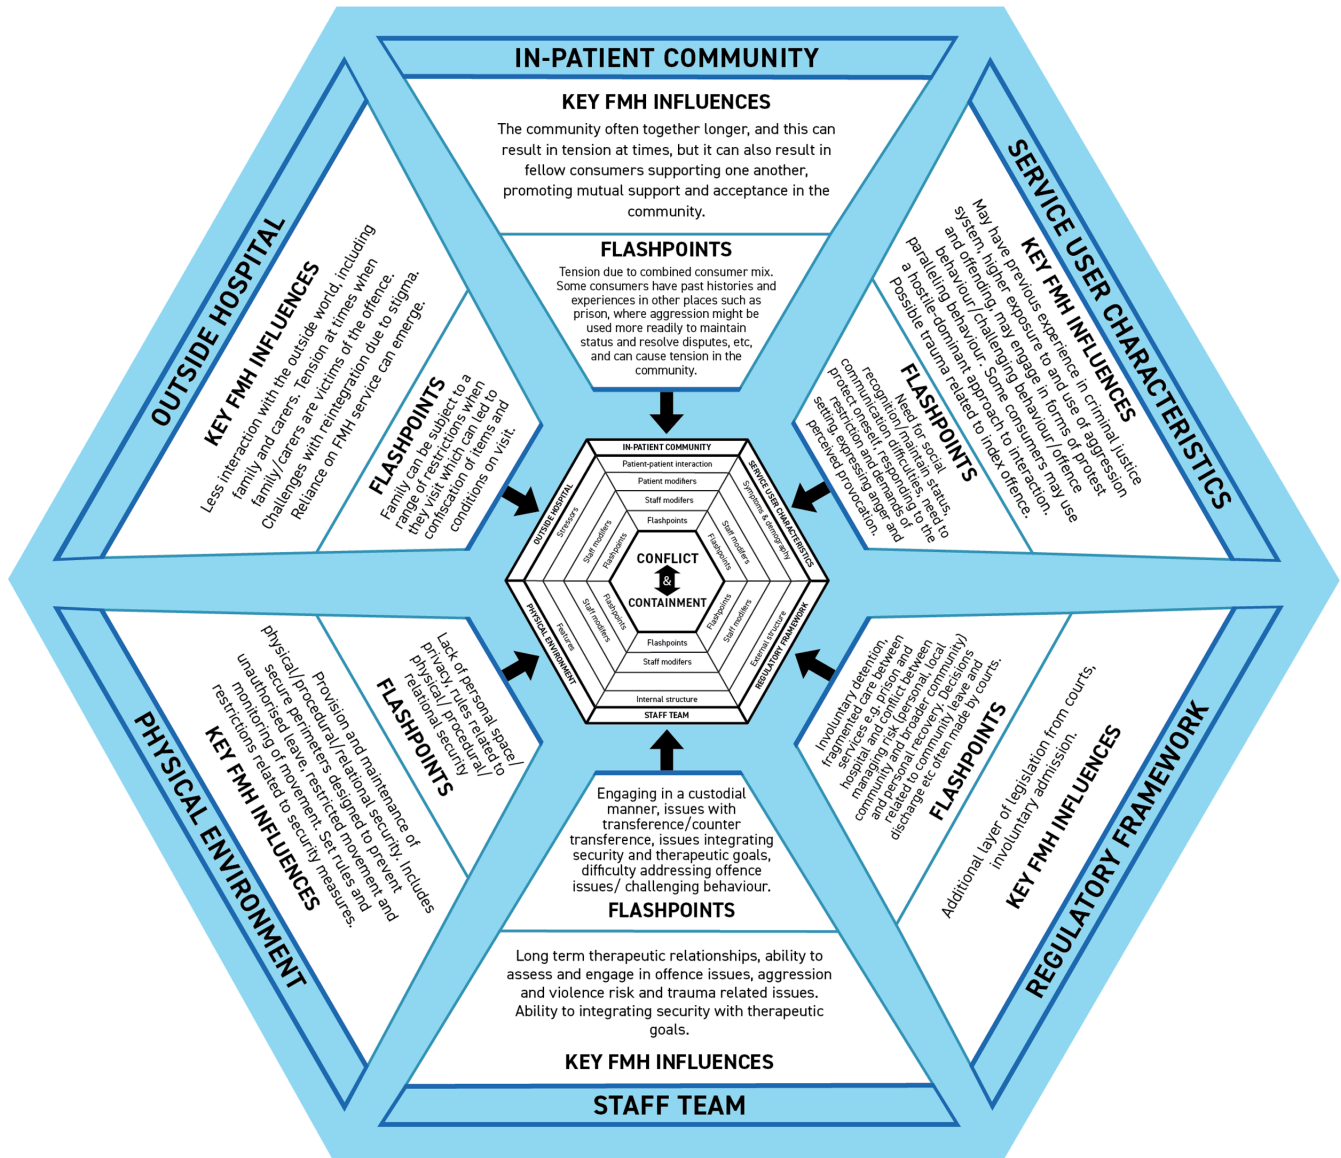 IN-PATIENT COMMUNITY
KEY FMH INFLUENCES
The community often together longer, and this can
result in tension at times, but it can also result in
fellow consumers supporting one another,
promoting mutual support and acceptance in the
community.
FLASHPOINTS
Tension due to combined consumer mix.
Some consumers have past histories and
experiences in other places such as
prison, where aggression might be
used more readily to maintain
status and resolve disputes, etc,
and can cause tension in the
community.
SERVICE USER CHARACTERISTICS
KEY FMH INFLUENCES
May have previous experience in criminal justice
system, higher exposure to and use of aggression
and offending, may engage in forms of protest
behaviour/challenging behaviour/offence
paralleling behaviour. Some consumers may use
a hostile-dominant approach to interaction.
Possible trauma related to index offence.
FLASHPOINTS
Need for social
recognition/maintain status,
communication difficulties, need to
protect oneself, responding to the
restriction and demands of
setting, expressing anger and
perceived provocation.
REGULATORY FRAMEWORK
Involuntary detention,
fragmented care between
services e.g. prison and
hospital and conflict between
managing risk (personal, local,
community and broader community)
and personal recovery. Decisions
related to community leave and
discharge etc often made by courts.
FLASHPOINTS
Additional layer of legislation from courts,
involuntary admission.
KEY FMH INFLUENCES
Engaging in a custodial
manner, issues with
transference/counter
transference, issues integrating
security and therapeutic goals,
difficulty addressing offence
issues/ challenging behaviour.
FLASHPOINTS
Long term therapeutic relationships, ability to
assess and engage in offence issues, aggression
and violence risk and trauma related issues.
Ability to integrating security with therapeutic
goals.
KEY FMH INFLUENCES
STAFF TEAM
PHYSICAL ENVIRONMENT
Lack of personal space/
privacy, rules related to
physical/ procedural/
relational security
FLASHPOINTS
Provision and maintenance of
physical/procedural/relational security. Includes
secure perimeters designed to prevent
unauthorised leave, restricted movement and
monitoring of movement. Set rules and
restrictions related to security measures.
KEY FMH INFLUENCES
OUTSIDE HOSPITAL
KEY FMH INFLUENCES
Less interaction with the outside world, including
family and carers. Tension at times when
family/carers are victims of the offence.
Challenges with reintegration due to stigma.
Reliance on FMH service can emerge.
FLASHPOINTS
Family can be subject to a
range of restrictions when
they visit which can led to
confiscation of items and
conditions on visit.
IN-PATIENT COMMUNITY
Patient-patient interaction
Patient modifers
Staff modifers
Flashpoints
SERVICE USER CHARACTERISTICS
Symptoms & demography
Staff modifers
Flashpoints
REGULATORY FRAMEWORK
External structure
Staff modifers
Flashpoints
CONFLICT
&
CONTAINMENT
Flashpoints
Staff modifers
Internal structure
STAFF TEAM
PHYSICAL ENVIRONMENT
Features
Staff modifers
Flashpoints
OUTSIDE HOSPITAL
Stressors
Staff modifers
Flashpoints